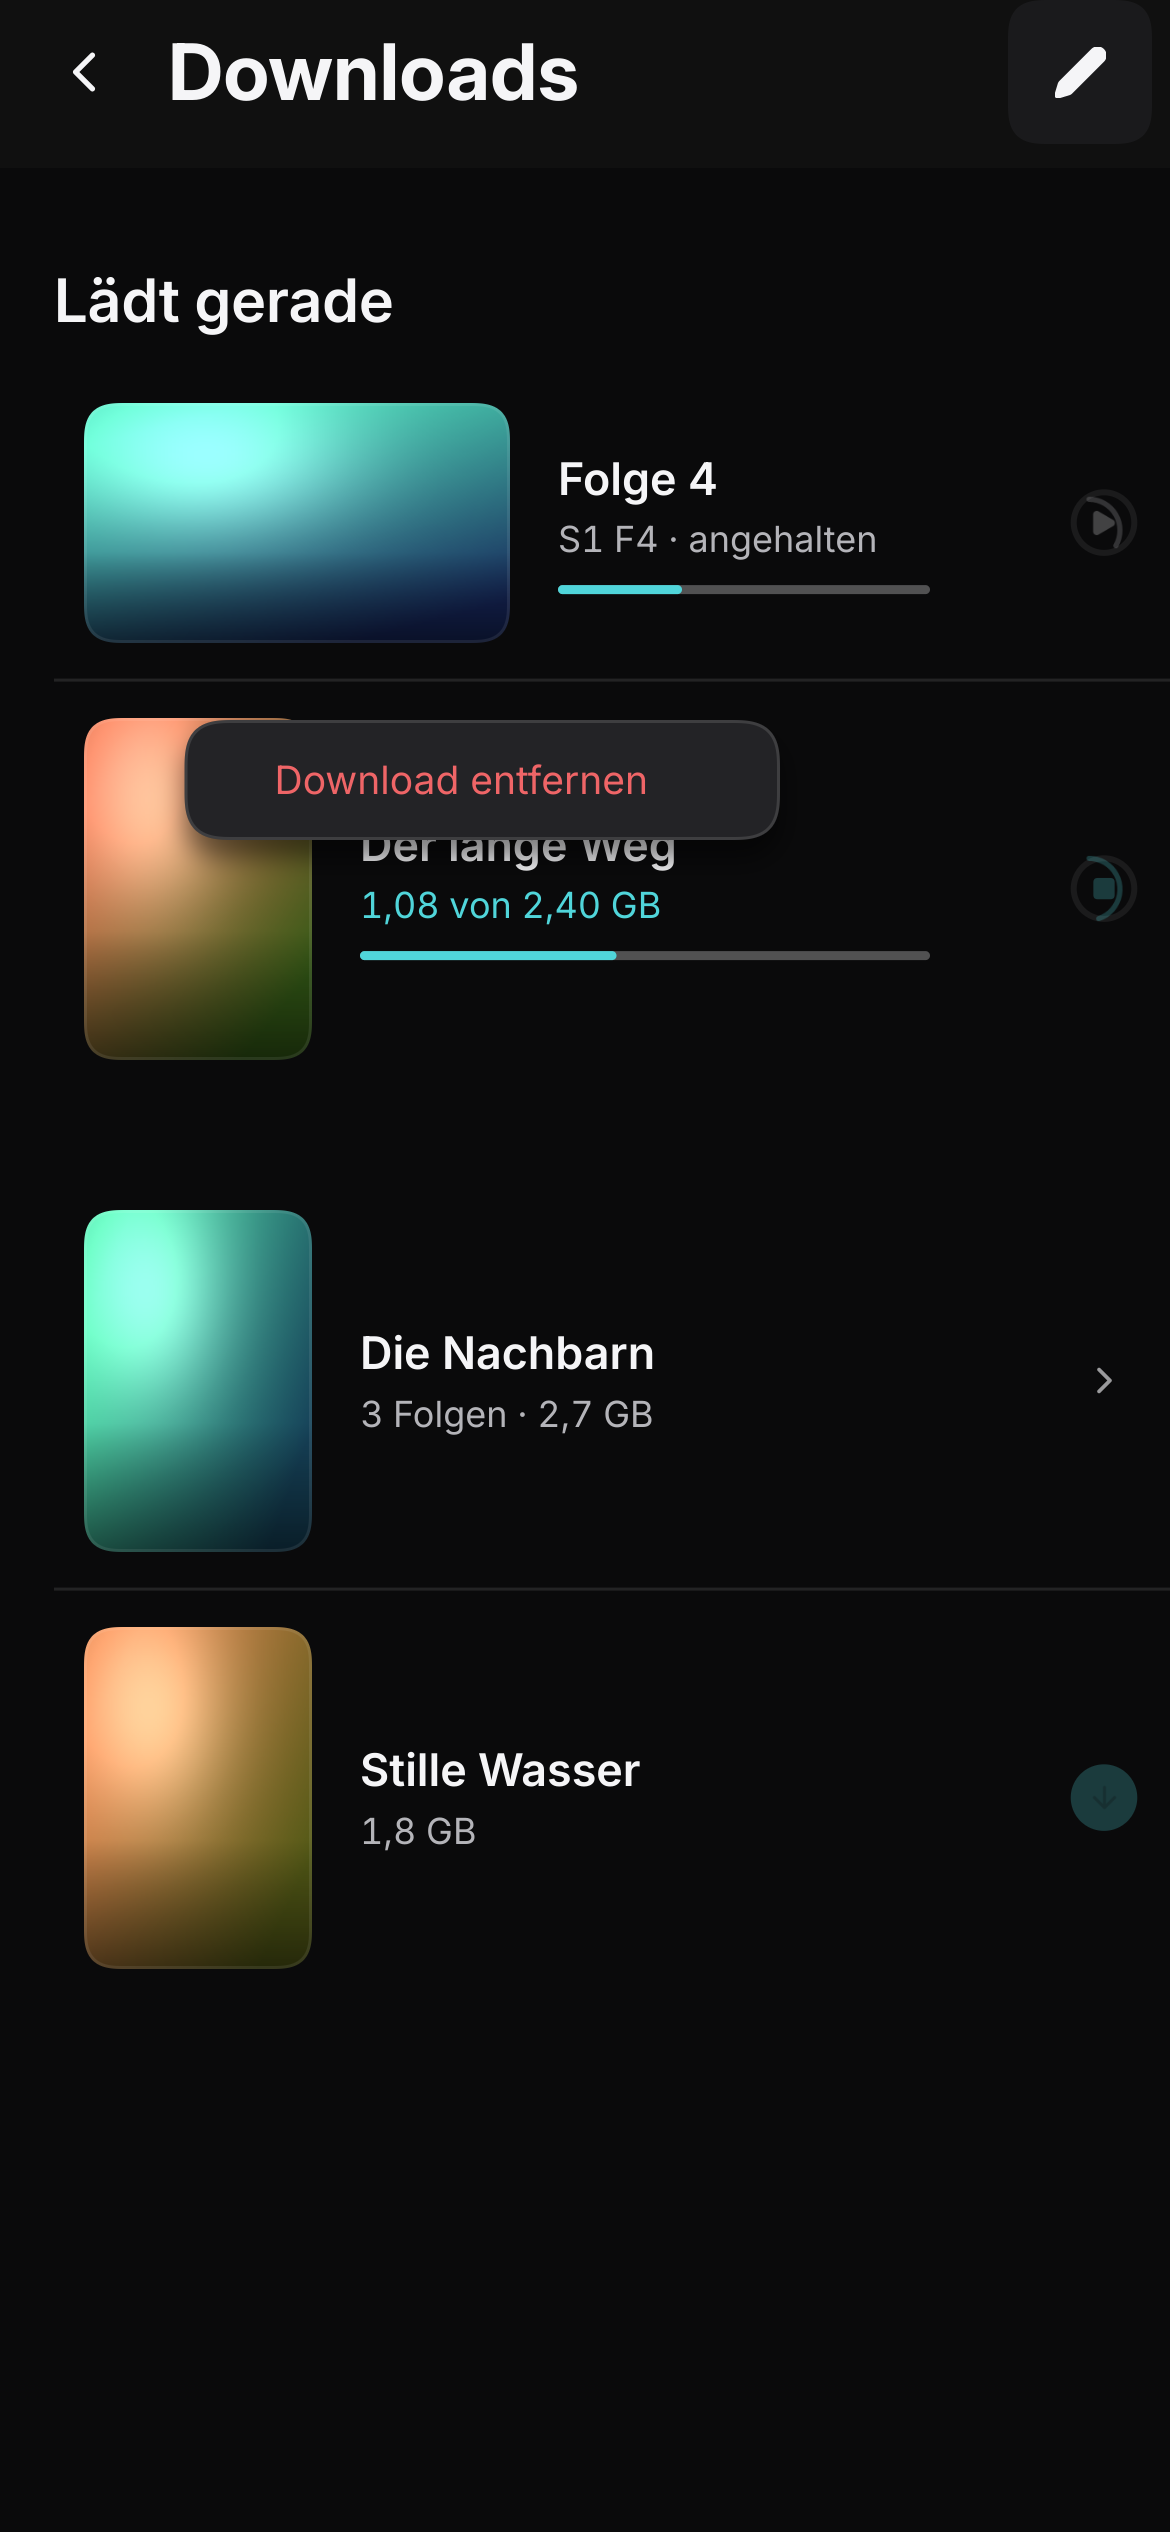 Downloads
Lädt gerade
Folge 4
S1 F4 · angehalten
Download entfernen
Der lange Weg
1,08 von 2,40 GB
Die Nachbarn
3 Folgen · 2,7 GB
Stille Wasser
1,8 GB